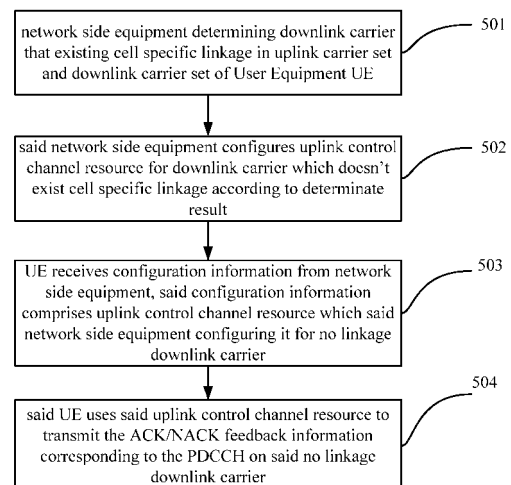 network side equipment determining downlink carrier
that existing cell specific linkage in uplink carrier set
and downlink carrier set of User Equipment UE
501
said network side equipment configures uplink control
channel resource for downlink carrier which doesn't
exist cell specific linkage according to determinate
result
502
UE receives configuration information from network
side equipment, said configuration information
comprises uplink control channel resource which said
network side equipment configuring it for no linkage
downlink carrier
503
said UE uses said uplink control channel resource to
transmit the ACK/NACK feedback information
corresponding to the PDCCH on said no linkage
downlink carrier
504